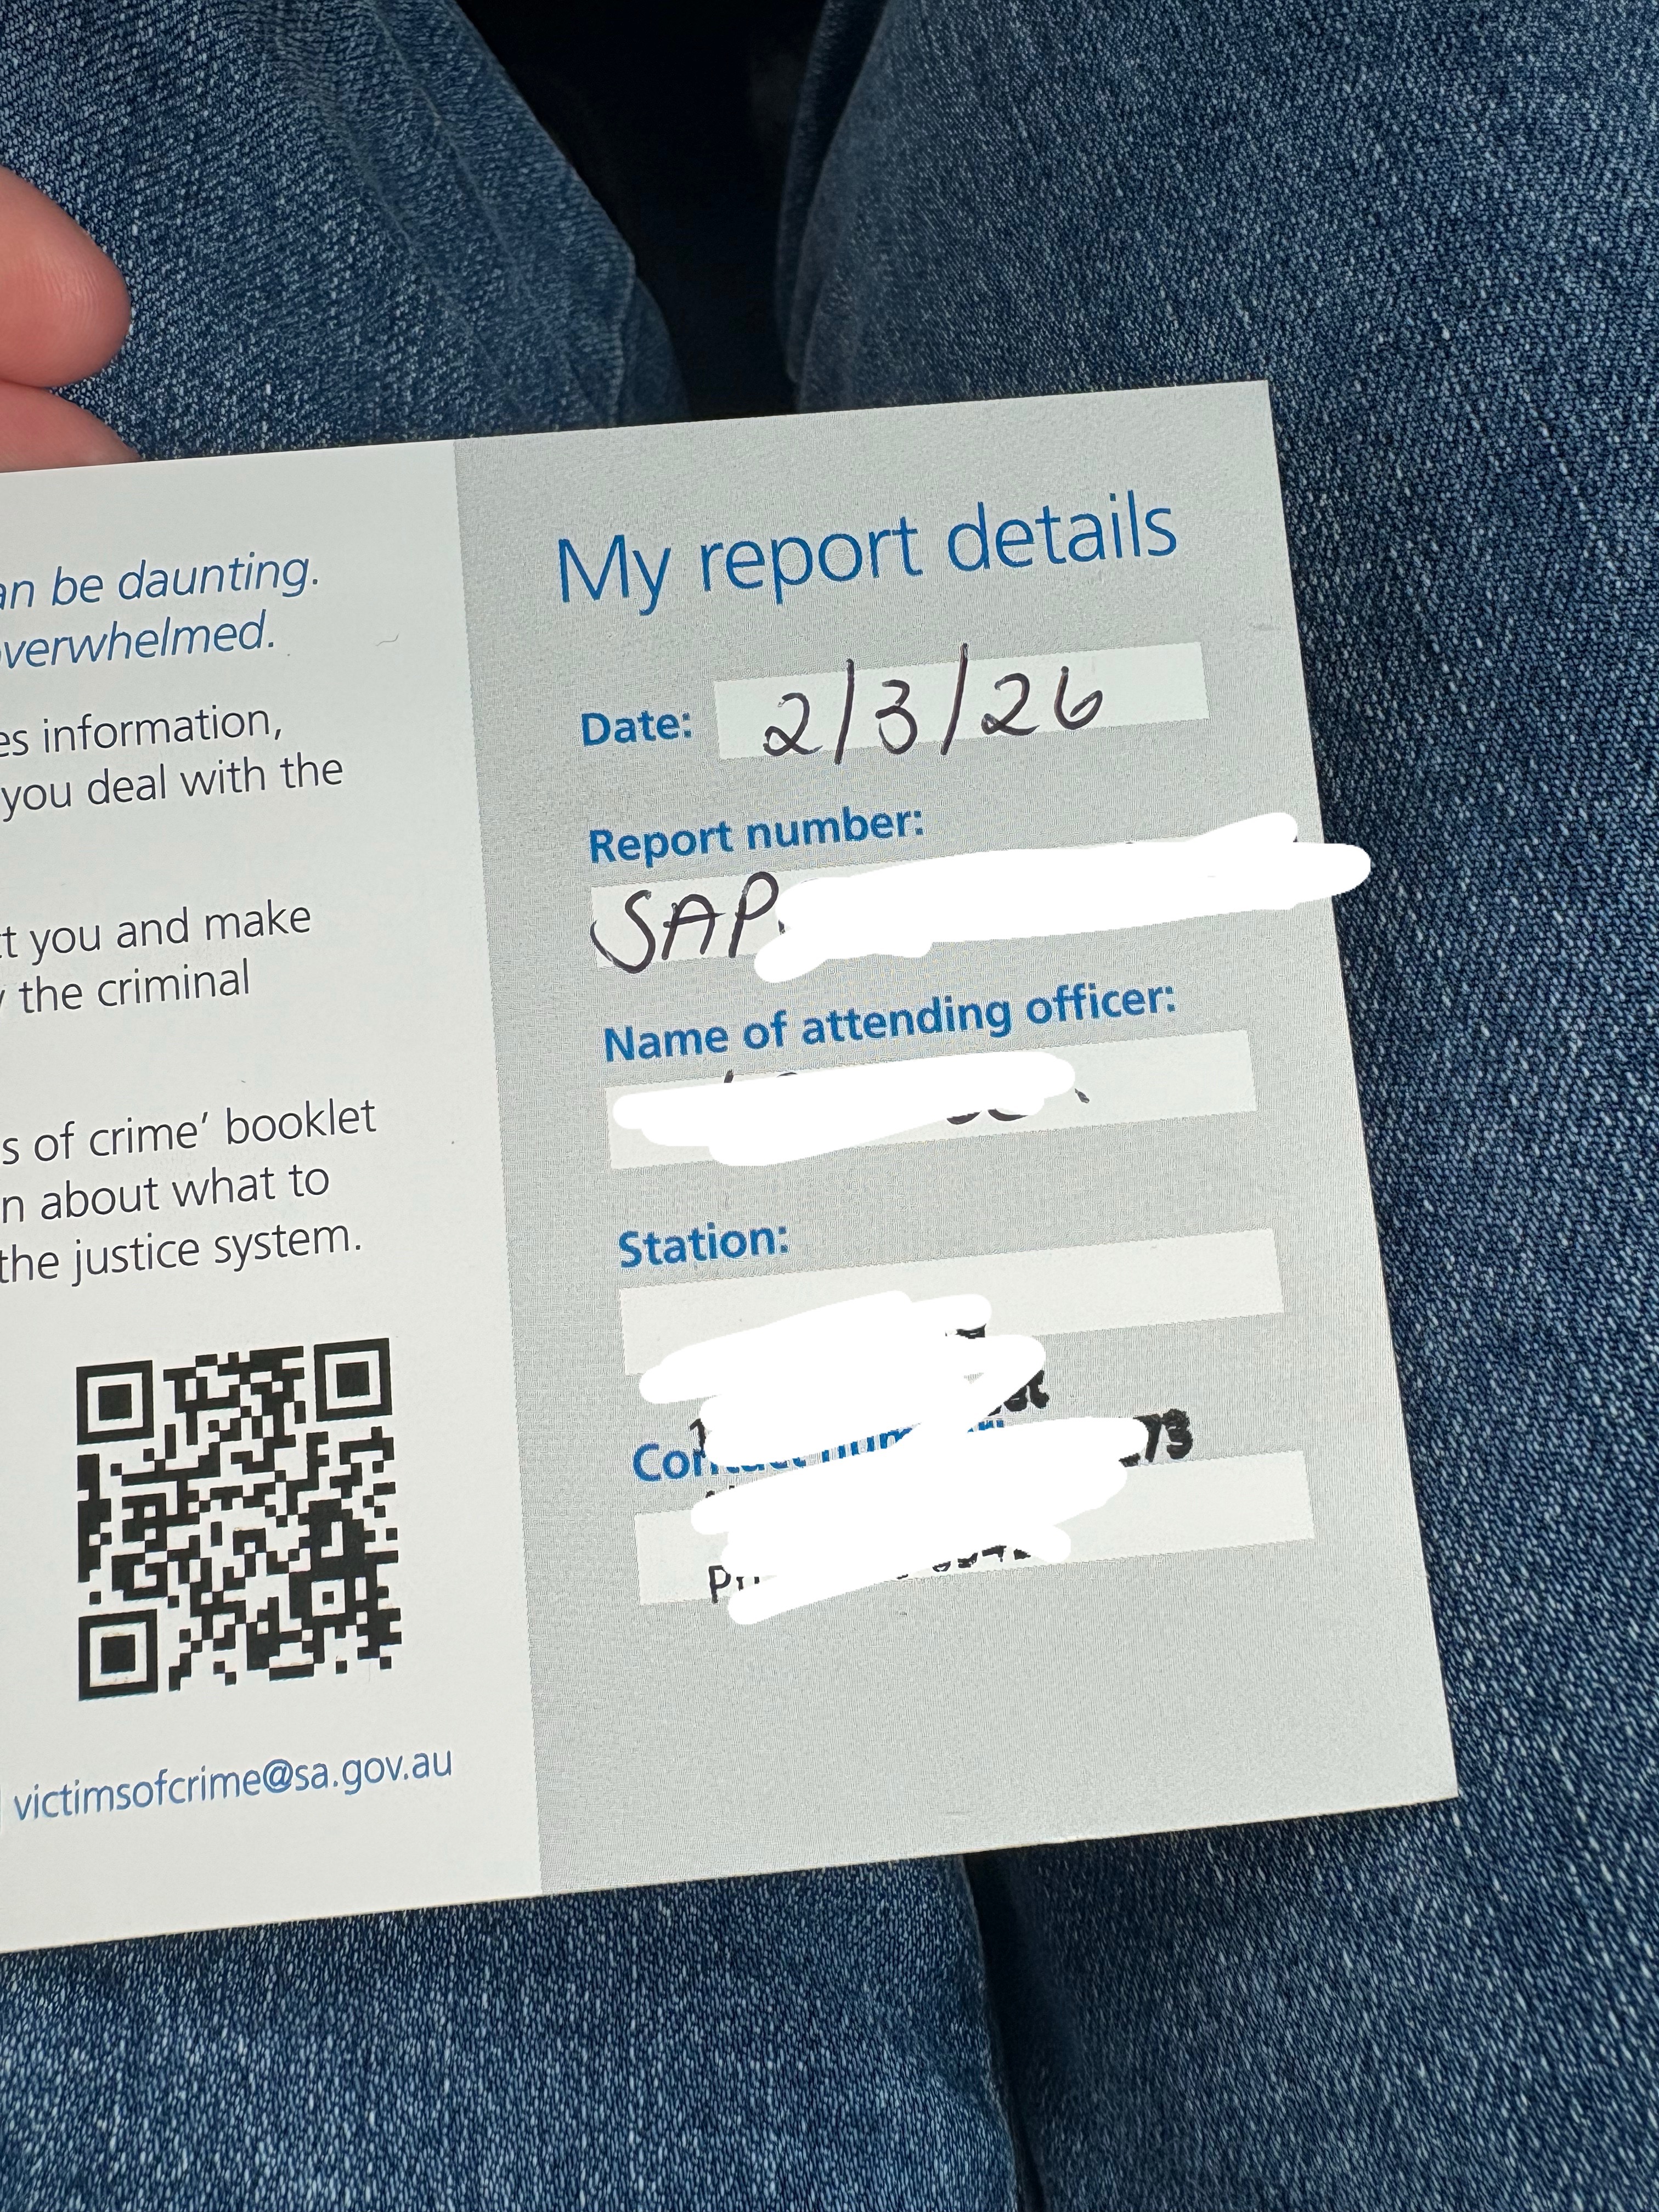 an be daunting.
overwhelmed.
es information,
you deal with the
t you and make
the criminal
s of crime' booklet
n about what to
the justice system.
victimsofcrime@sa.gov.au
My report details
Date: 2/3/26
Report number:
SAP
Name of attending officer:
Station:
73